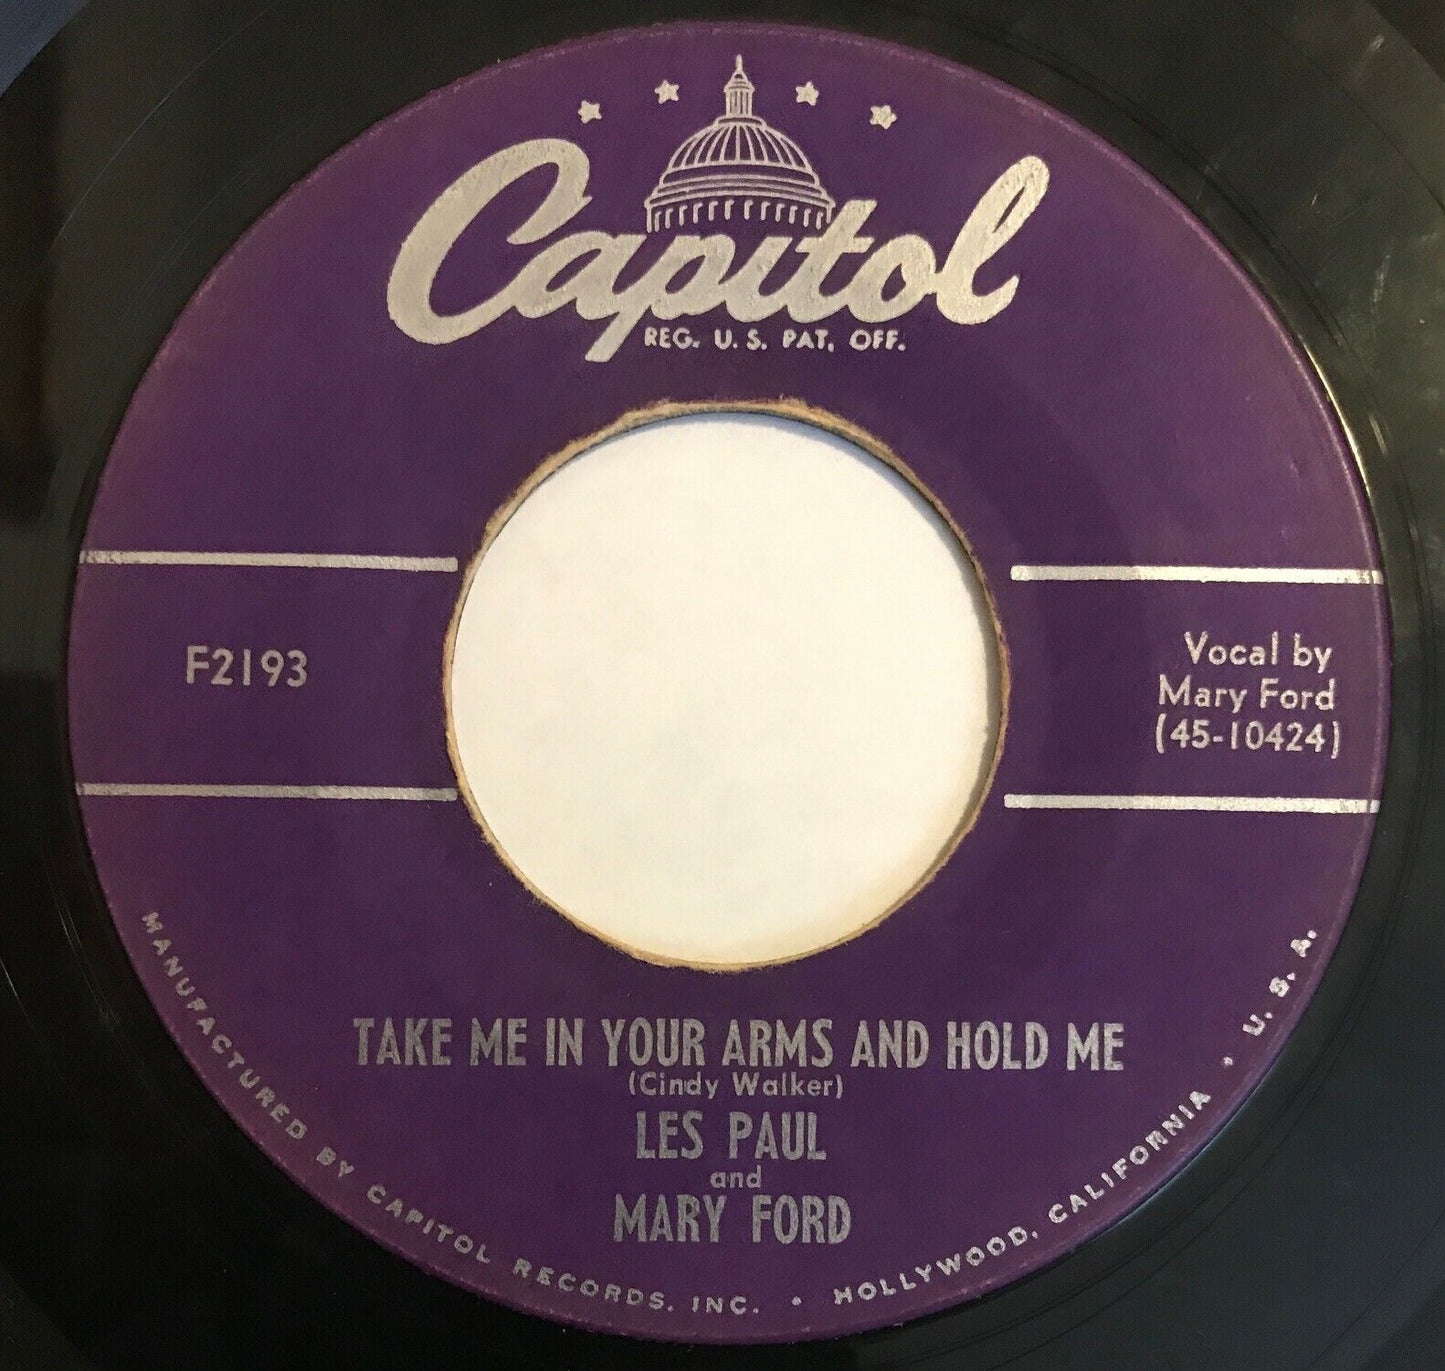 Capitol
REG. U.S. PAT. OFF.
F2193
Vocal by
Mary Ford
(45-10424)
TAKE ME IN YOUR ARMS AND HOLD ME
(Cindy Walker)
LES PAUL
and
MARY FORD
MANUFACTURED BY CAPITOL RECORDS, INC. • HOLLYWOOD, CALIFORNIA • U. S. A.